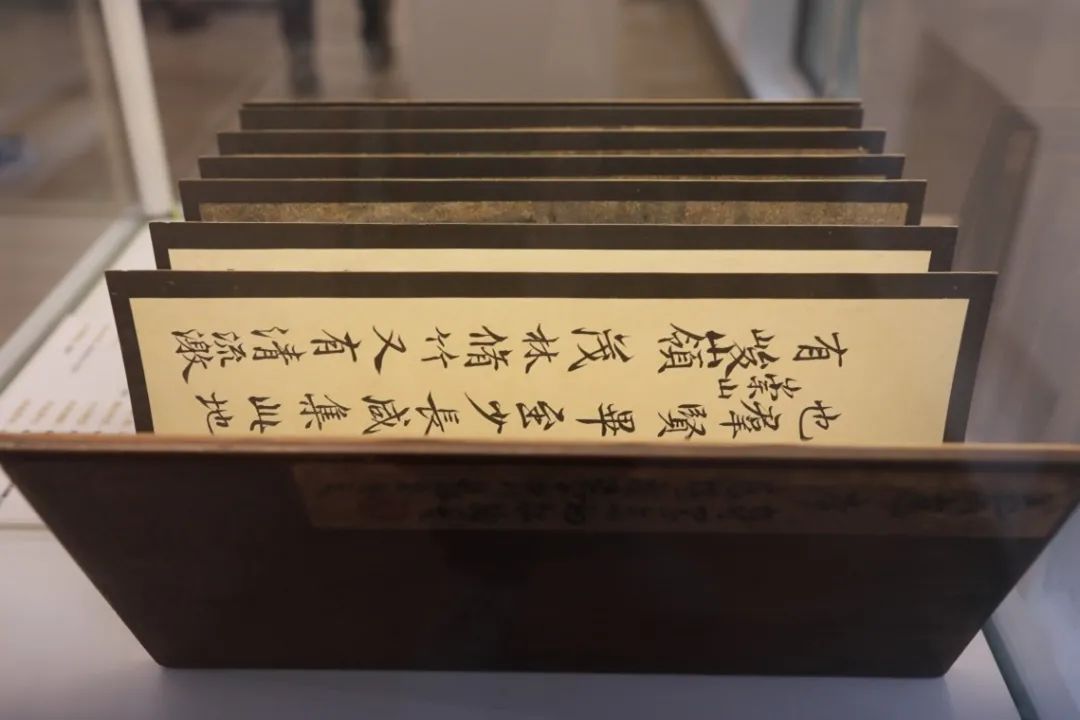 也羣賢畢至少長咸集此地
有崇山峻領茂林脩竹又有清流激